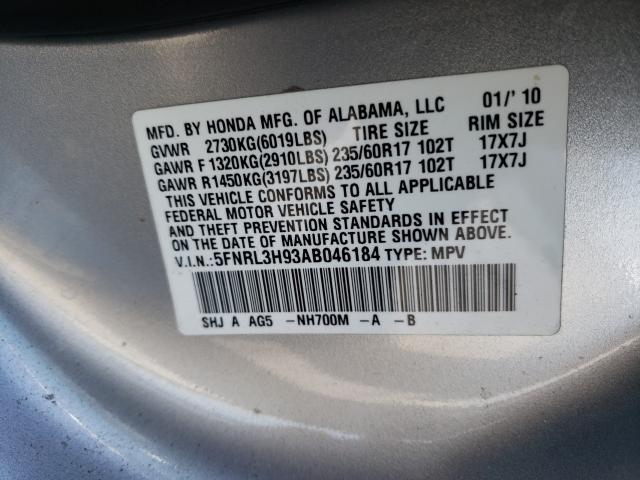 MFD. BY HONDA MFG. OF ALABAMA, LLC 01/' 10
GVWR 2730KG(6019LBS) TIRE SIZE RIM SIZE
GAWR F 1320KG(2910LBS) 235/60R17 102T 17X7J
GAWR R1450KG(3197LBS) 235/60R17 102T 17X7J
THIS VEHICLE CONFORMS TO ALL APPLICABLE
FEDERAL MOTOR VEHICLE SAFETY
AND THEFT PREVENTION STANDARDS IN EFFECT
ON THE DATE OF MANUFACTURE SHOWN ABOVE.
V.I.N.:5FNRL3H93AB046184 TYPE: MPV
SHJ A AG5 -NH700M -A -B